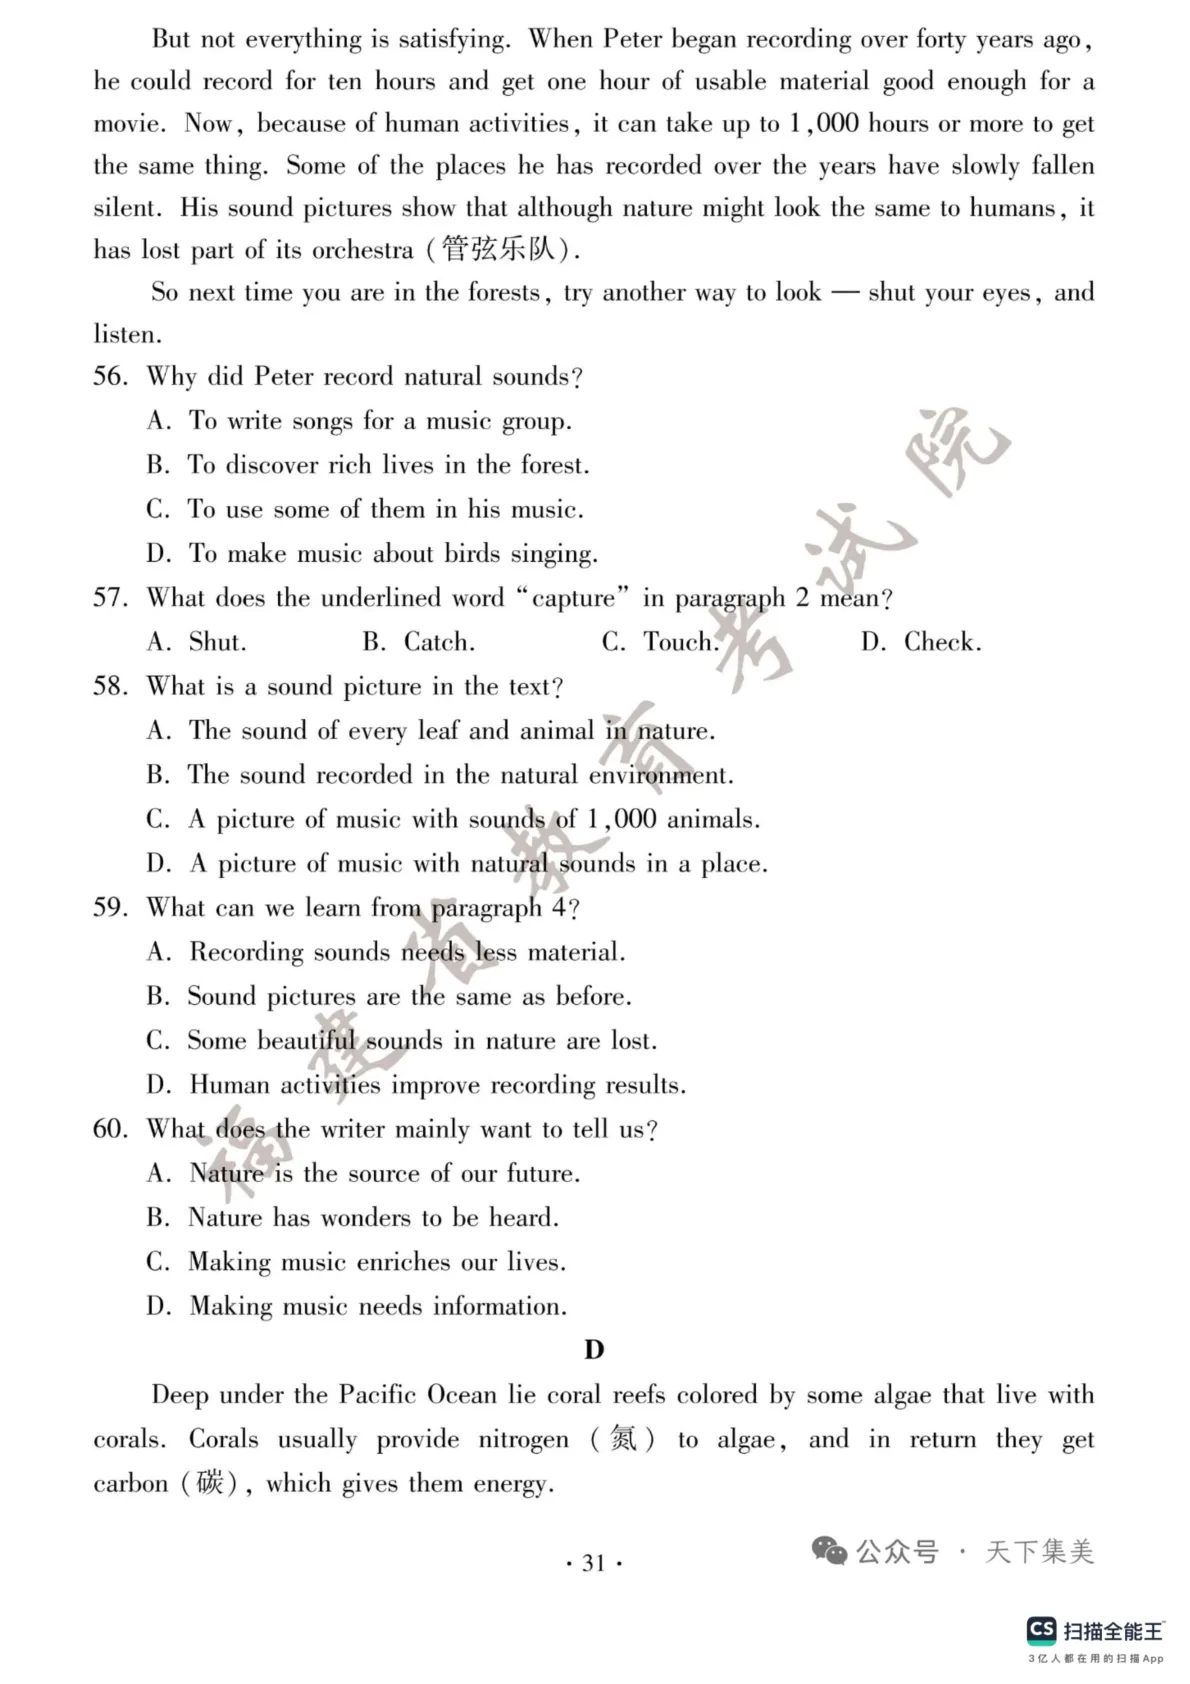 But not everything is satisfying. When Peter began recording over forty years ago,
he could record for ten hours and get one hour of usable material good enough for a
movie. Now, because of human activities, it can take up to 1,000 hours or more to get
the same thing. Some of the places he has recorded over the years have slowly fallen
silent. His sound pictures show that although nature might look the same to humans, it
has lost part of its orchestra (管弦乐队).
So next time you are in the forests, try another way to look — shut your eyes, and
listen.
56. Why did Peter record natural sounds?
A. To write songs for a music group.
B. To discover rich lives in the forest.
C. To use some of them in his music.
D. To make music about birds singing.
57. What does the underlined word “capture” in paragraph 2 mean?
A. Shut. B. Catch. C. Touch. D. Check.
58. What is a sound picture in the text?
A. The sound of every leaf and animal in nature.
B. The sound recorded in the natural environment.
C. A picture of music with sounds of 1,000 animals.
D. A picture of music with natural sounds in a place.
59. What can we learn from paragraph 4?
A. Recording sounds needs less material.
B. Sound pictures are the same as before.
C. Some beautiful sounds in nature are lost.
D. Human activities improve recording results.
60. What does the writer mainly want to tell us?
A. Nature is the source of our future.
B. Nature has wonders to be heard.
C. Making music enriches our lives.
D. Making music needs information.
D
Deep under the Pacific Ocean lie coral reefs colored by some algae that live with
corals. Corals usually provide nitrogen (氮) to algae, and in return they get
carbon (碳), which gives them energy.
· 31 ·
福建省教育考试院
公众号 · 天下集美
CS 扫描全能王™
3亿人都在用的扫描App